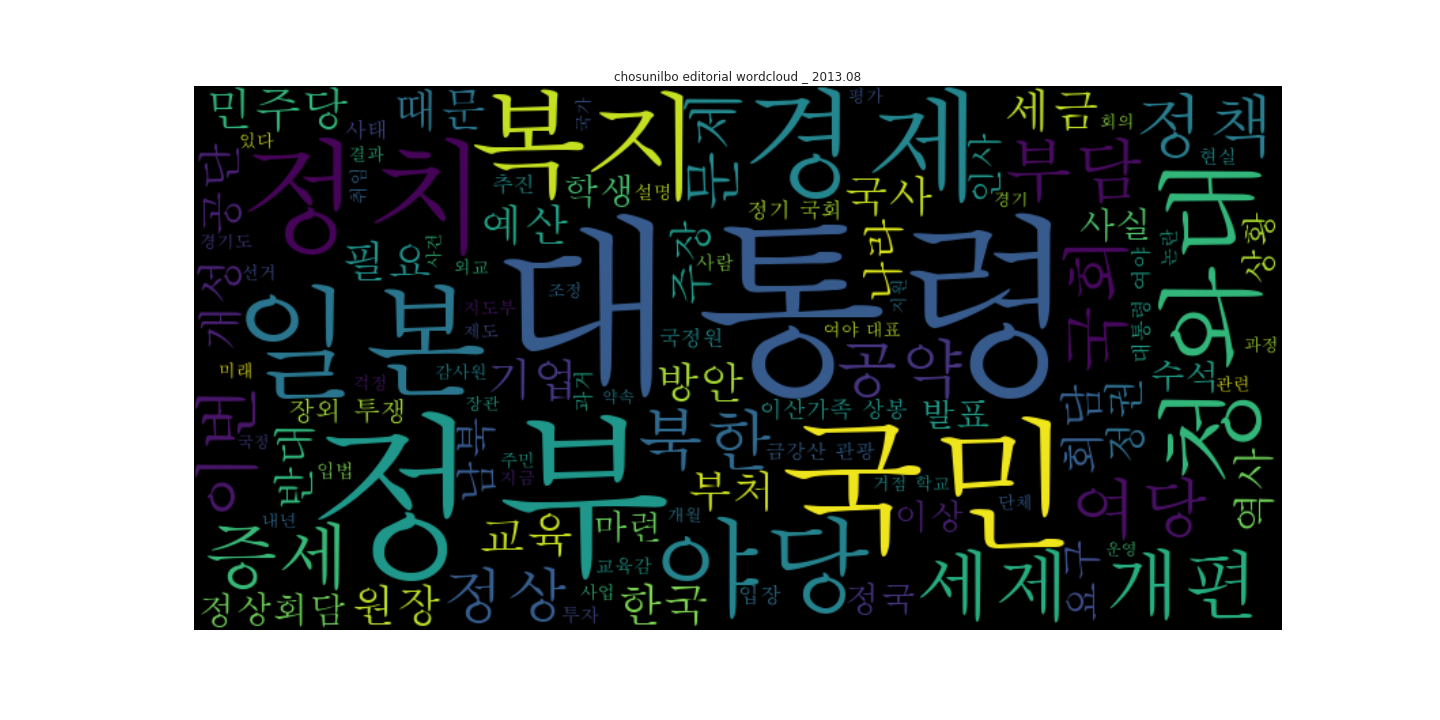 chosunilbo editorial wordcloud _ 2013.08
민주당
때문
복지
국가
문제
경제
평가
세금
회의
정책
있다
사태
결과
취임
추진
학생
설명
정치
공단
정기 국회
국사
인사
경기
부담
현실
경기도
개성
선거
필요
사건
예산
외교
주장
사람
나라
지원
사실
국회
여야
논란
청와대
상황
일본
대통령
조정
지도부
제도
국정원
여야 대표
공약
대통령
과정
미래
걱정
감사원
기업
과거
약속
방안
수석
관련
이번
장외 투쟁
장관
이산가족 상봉
발표
회담
정권
국정
반대
입법
정부
남북
주민
지금
북한
금강산 관광
국민
역사
내년
부처
거점 학교
이상
단체
여당
증세
교육
마련
개월
야당
교육감
운영
요구
정상회담
원장
정상
사업
투자
한국
입장
정국
세제
개편